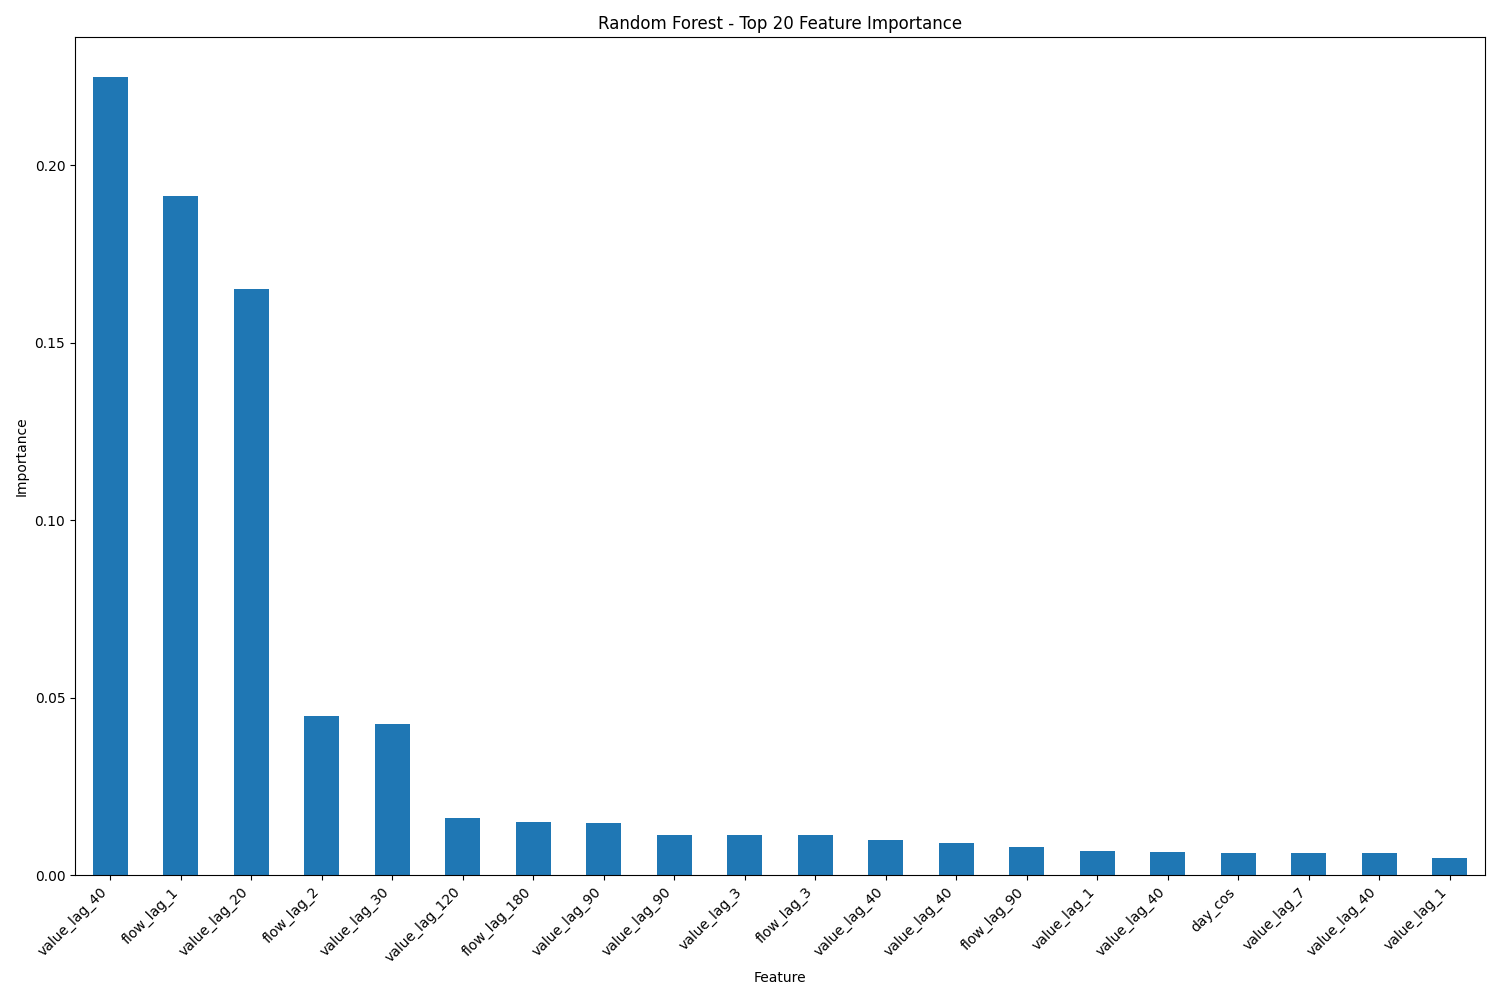 Random Forest - Top 20 Feature Importance
Importance
0.20
0.15
0.10
0.05
0.00
value_lag_40
flow_lag_1
value_lag_20
flow_lag_2
value_lag_30
value_lag_120
flow_lag_180
value_lag_90
value_lag_90
value_lag_3
flow_lag_3
value_lag_40
value_lag_40
flow_lag_90
value_lag_1
value_lag_40
day_cos
value_lag_7
value_lag_40
value_lag_1
Feature